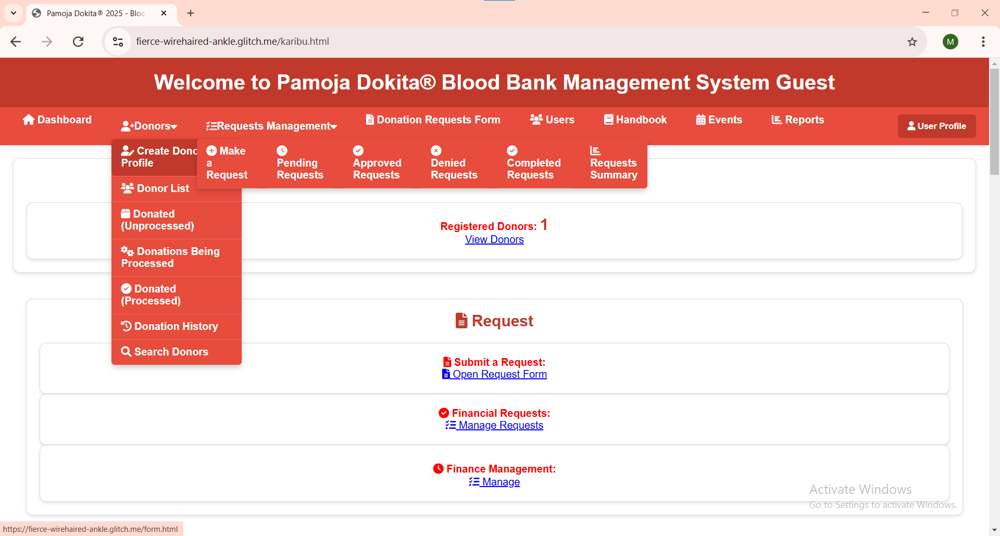 Pamoja Dokita® 2025 - Bloo
fierce-wirehaired-ankle.glitch.me/karibu.html
M
Welcome to Pamoja Dokita® Blood Bank Management System Guest
Dashboard
Donors
Requests Management
Donation Requests Form
Users
Handbook
Events
Reports
User Profile
Create Dono
Profile
Donor List
Donated
(Unprocessed)
Donations Being
Processed
Donated
(Processed)
Donation History
Search Donors
Make
a
Request
Pending
Requests
Approved
Requests
Denied
Requests
Completed
Requests
Requests
Summary
Registered Donors: 1
View Donors
Request
Submit a Request:
Open Request Form
Financial Requests:
Manage Requests
Finance Management:
Manage
Activate Windows
Go to Settings to activate Windows.
https://fierce-wirehaired-ankle.glitch.me/form.html